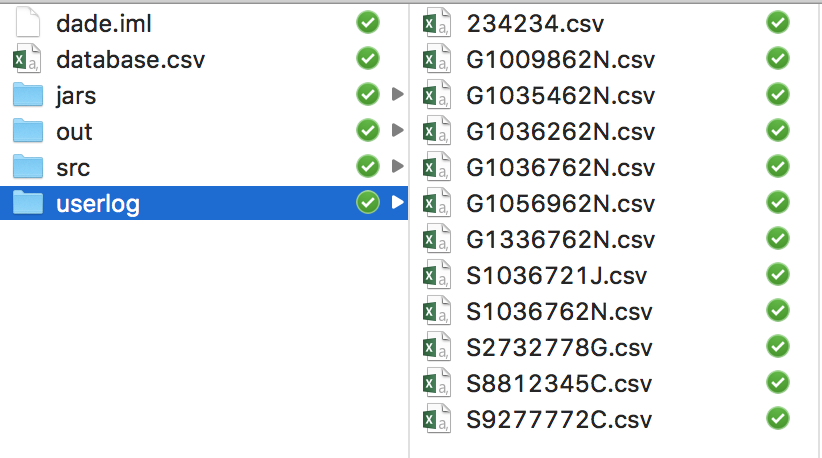 dade.iml
database.csv
jars
out
src
userlog
234234.csv
G1009862N.csv
G1035462N.csv
G1036262N.csv
G1036762N.csv
G1056962N.csv
G1336762N.csv
S1036721J.csv
S1036762N.csv
S2732778G.csv
S8812345C.csv
S9277772C.csv